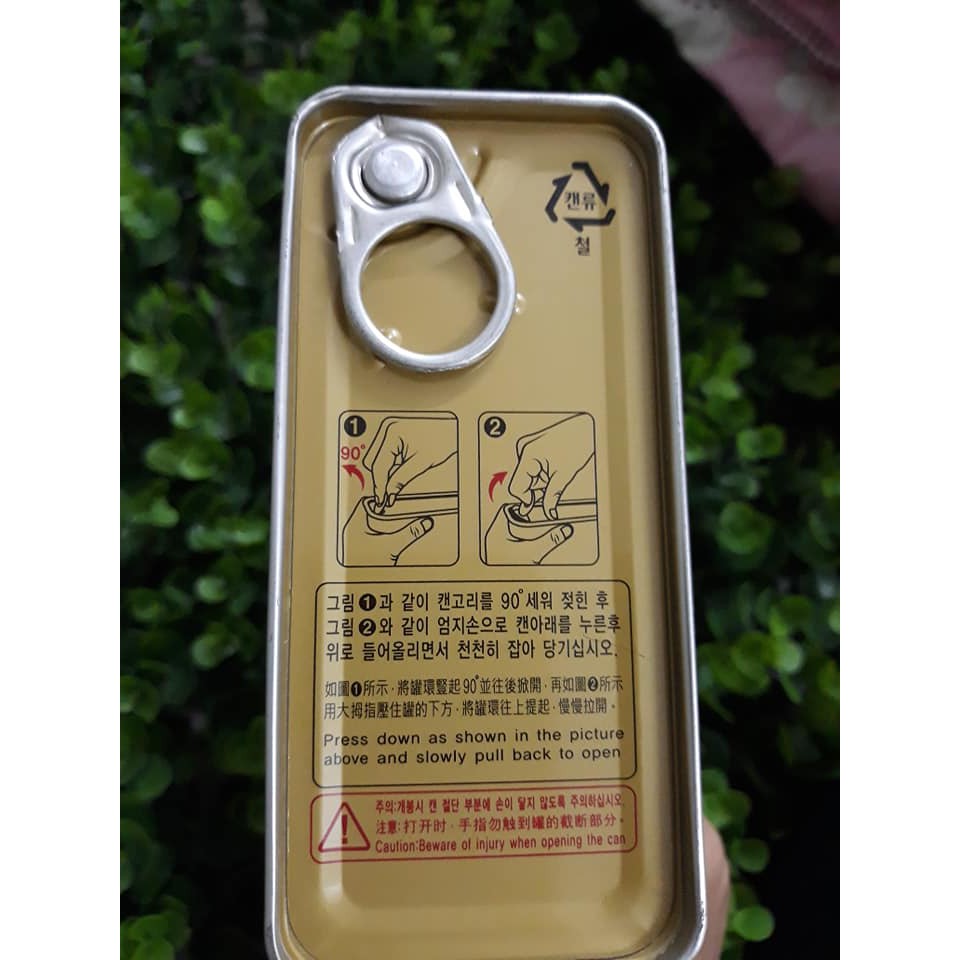 캔류
철
1
2
90°
그림 ❶과 같이 캔고리를 90°세워 젖힌 후
그림 ❷와 같이 엄지손으로 캔아래를 누른후
위로 들어올리면서 천천히 잡아 당기십시오.
如圖❶所示，將罐環豎起90°並往後掀開，再如圖❷所示
用大拇指壓住罐的下方，將罐環往上提起，慢慢拉開。
Press down as shown in the picture
above and slowly pull back to open
주의:개봉시 캔 절단 부분에 손이 닿지 않도록 주의하십시오.
注意:打开时，手指勿触到罐的截断部分。
Caution:Beware of injury when opening the can